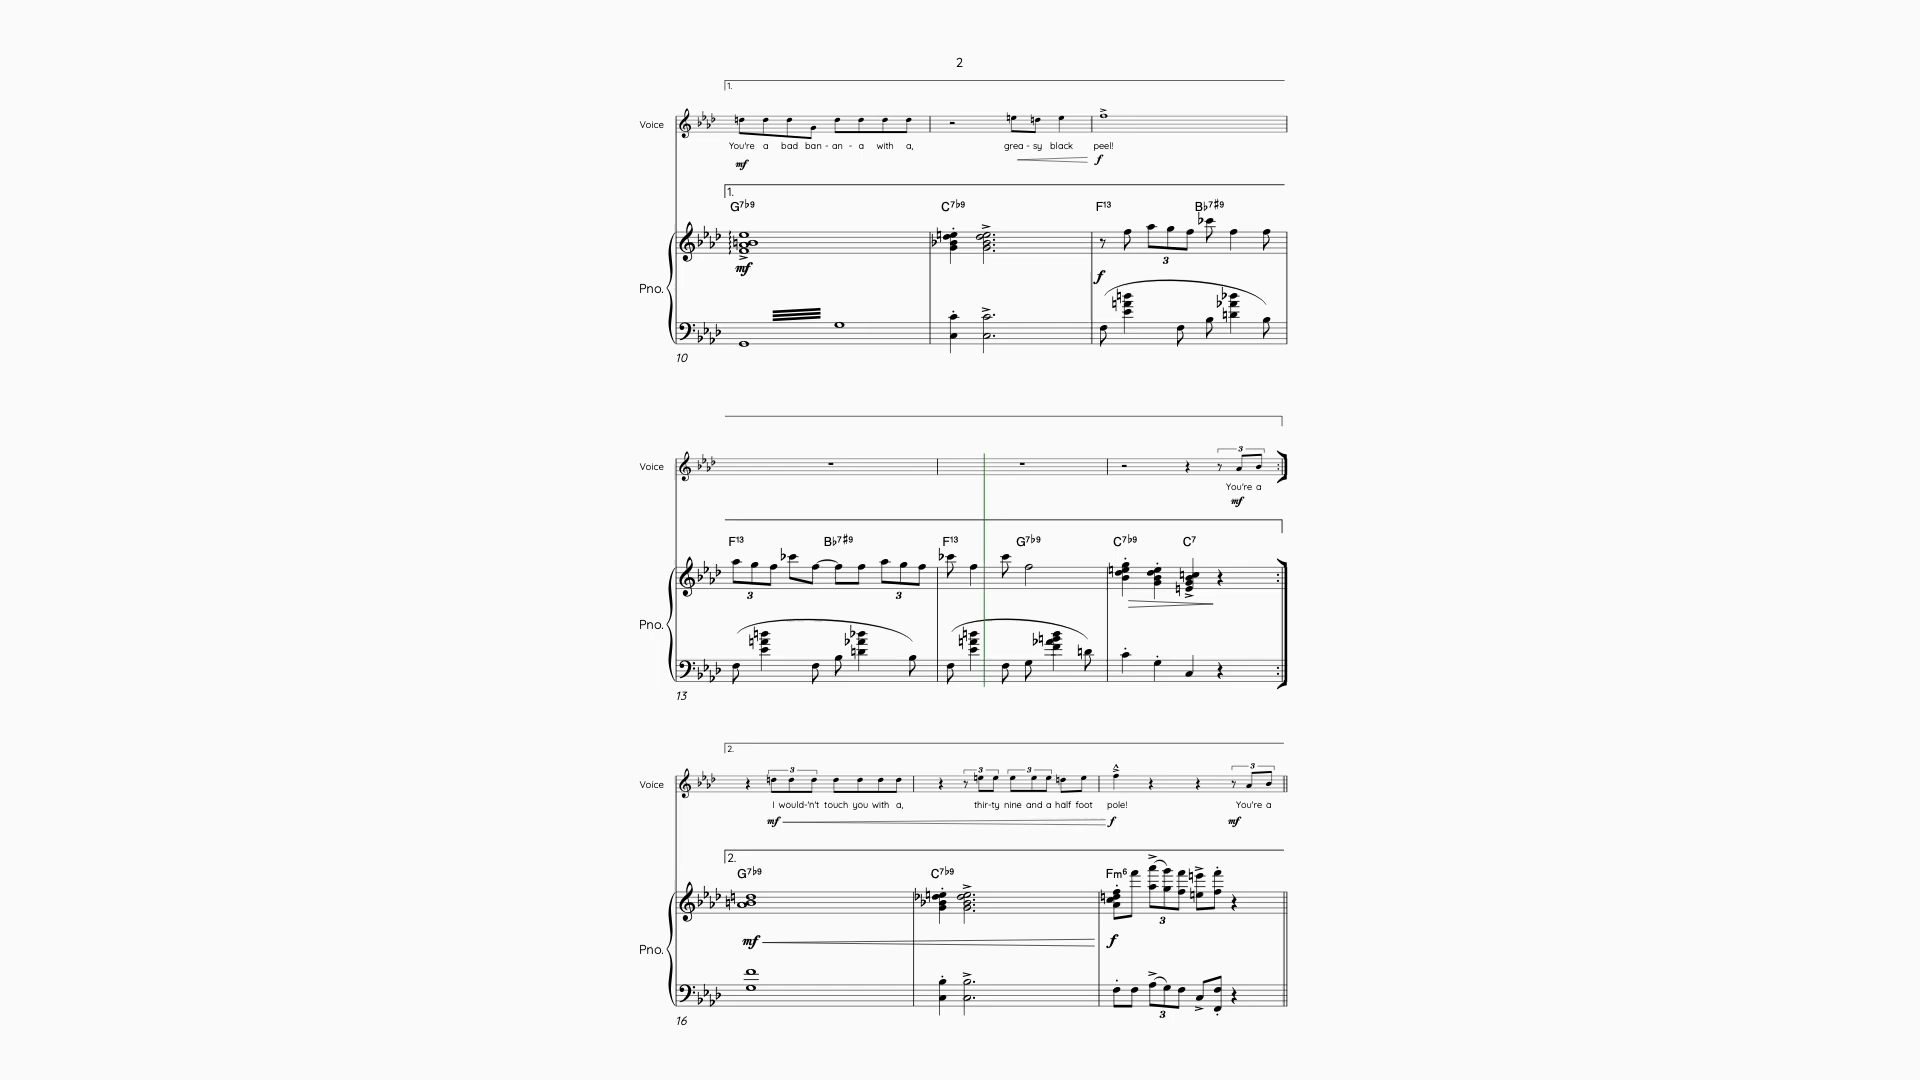 2
1.
Voice
You're a bad ban - an - a with a, grea - sy black peel!
mf f
1.
G7♭9 C7♭9 F13 B♭7♯9
mf
3
f
Pno.
10
3
Voice
You're a
mf
F13 B♭7♯9 F13 G7♭9 C7♭9 C7
3 3
Pno.
13
2.
3 3 3 3
Voice
I would-'n't touch you with a, thir-ty nine and a half foot pole! You're a
mf f mf
2.
G7♭9 C7♭9 Fm6
3
mf f
Pno.
3
16